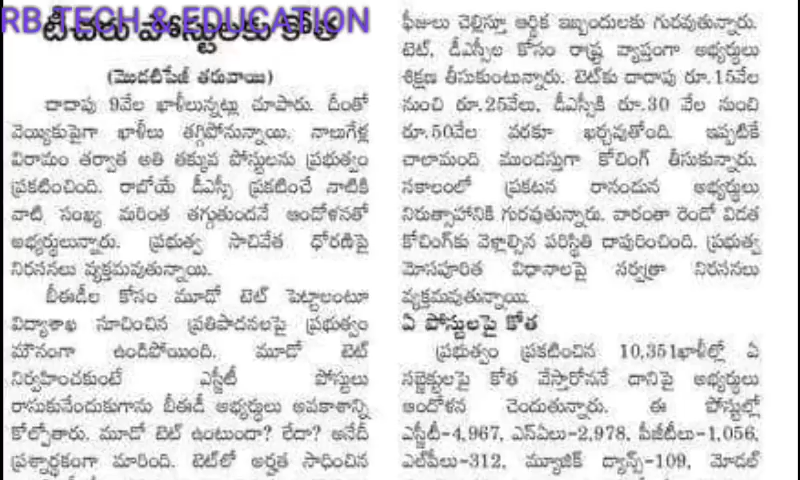 RB TECH & EDUCATION
టీచరు పోస్టులకు కోత
(మొదటిపేజీ తరువాయి)
దాదాపు 9వేల ఖాళీలున్నట్లు చూపారు. దీంతో
వెయ్యికుపైగా ఖాళీలు తగ్గిపోనున్నాయి. నాలుగేళ్ల
విరామం తర్వాత అతి తక్కువ పోస్టులను ప్రభుత్వం
ప్రకటించింది. రాబోయే డీఎస్సీ ప్రకటించే నాటికి
వాటి సంఖ్య మరింత తగ్గుతుందనే ఆందోళనతో
అభ్యర్థులున్నారు. ప్రభుత్వ సాచివేత ధోరణిపై
నిరసనలు వ్యక్తమవుతున్నాయి.
బీఈడీల కోసం మూడో టెట్ పెట్టాలంటూ
విద్యాశాఖ సూచించిన ప్రతిపాదనలపై ప్రభుత్వం
మౌనంగా ఉండిపోయింది. మూడో టెట్
నిర్వహించకుంటే ఎస్జీటీ పోస్టులు
రాసుకునేందుకుగాను బీఈడీ అభ్యర్థులు అవకాశాన్ని
కోల్పోతారు. మూడో టెట్ ఉంటుందా? లేదా? అనేదీ
ప్రశ్నార్థకంగా మారింది. టెట్‌లో అర్హత సాధించిన
ఫీజులు చెల్లిస్తూ ఆర్థిక ఇబ్బందులకు గురవుతున్నారు.
టెట్, డీఎస్సీల కోసం రాష్ట్ర వ్యాప్తంగా అభ్యర్థులు
శిక్షణ తీసుకుంటున్నారు. టెట్‌కు దాదాపు రూ.15వేల
నుంచి రూ.25వేలు, డీఎస్సీకి రూ.30 వేల నుంచి
రూ.50వేల వరకూ ఖర్చవుతోంది. ఇప్పటికే
చాలామంది ముందస్తుగా కోచింగ్ తీసుకున్నారు.
సకాలంలో ప్రకటన రానందున అభ్యర్థులు
నిరుత్సాహానికి గురవుతున్నారు. వారంతా రెండో విడత
కోచింగ్‌కు వెళ్లాల్సిన పరిస్థితి దాపురించింది. ప్రభుత్వ
మోసపూరిత విధానాలపై సర్వత్రా నిరసనలు
వ్యక్తమవుతున్నాయి.
ఏ పోస్టులపై కోత
ప్రభుత్వం ప్రకటించిన 10,351ఖాళీల్లో ఏ
సబ్జెక్టులపై కోత వేస్తారోననే దానిపై అభ్యర్థులు
ఆందోళన చెందుతున్నారు. ఈ పోస్టుల్లో
ఎస్జీటీ-4,967, ఎస్ఏలు-2,978, పీజీటీలు-1,056,
ఎల్‌పీలు-312, మ్యూజిక్ డ్యాన్స్-109, మోడల్